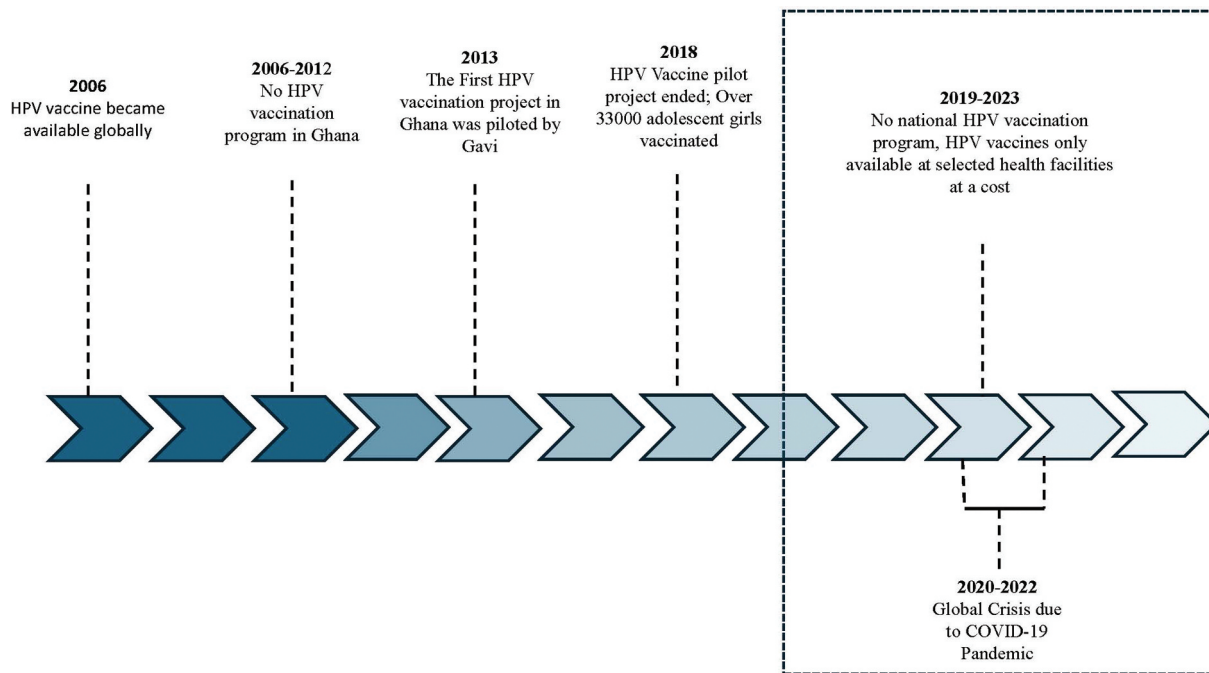 2006
HPV vaccine became
available globally
2006-2012
No HPV
vaccination
program in Ghana
2013
The First HPV
vaccination project in
Ghana was piloted by
Gavi
2018
HPV Vaccine pilot
project ended; Over
33000 adolescent girls
vaccinated
2019-2023
No national HPV vaccination
program, HPV vaccines only
available at selected health facilities
at a cost
2020-2022
Global Crisis due
to COVID-19
Pandemic